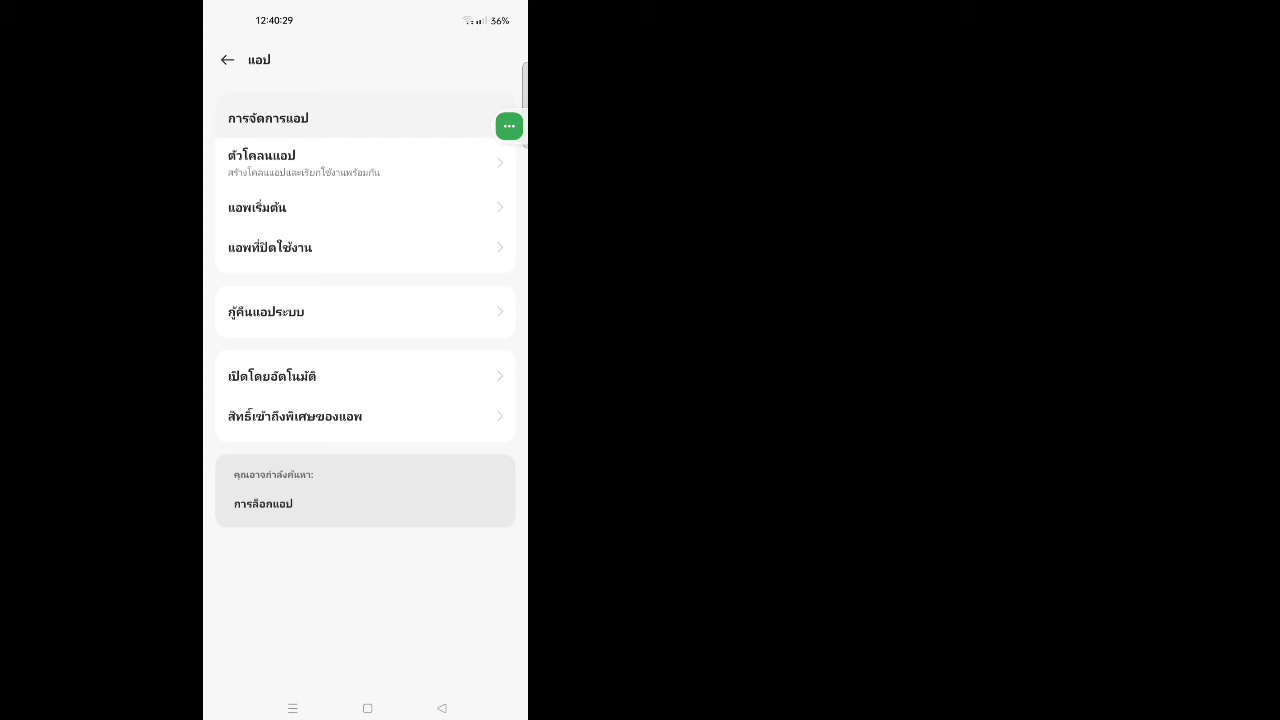 12:40:29
36%
แอป
การจัดการแอป
ตัวโคลนแอป
สร้างโคลนแอปและเรียกใช้งานพร้อมกัน
แอพเริ่มต้น
แอพที่ปิดใช้งาน
กู้คืนแอประบบ
เปิดโดยอัตโนมัติ
สิทธิ์เข้าถึงพิเศษของแอพ
คุณอาจกำลังค้นหา:
การล็อกแอป